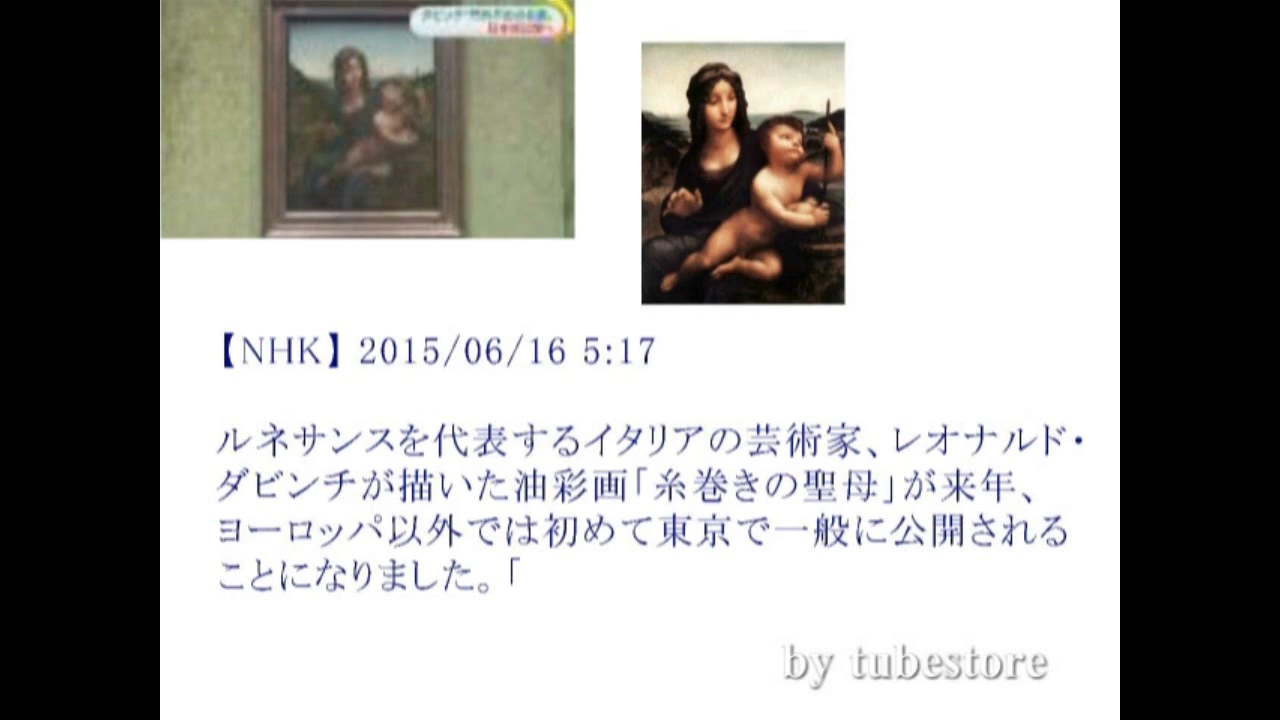 【NHK】 2015/06/16 5:17
ルネサンスを代表するイタリアの芸術家、レオナルド・
ダビンチが描いた油彩画「糸巻きの聖母」が来年、
ヨーロッパ以外では初めて東京で一般に公開される
ことになりました。「
by tubestore